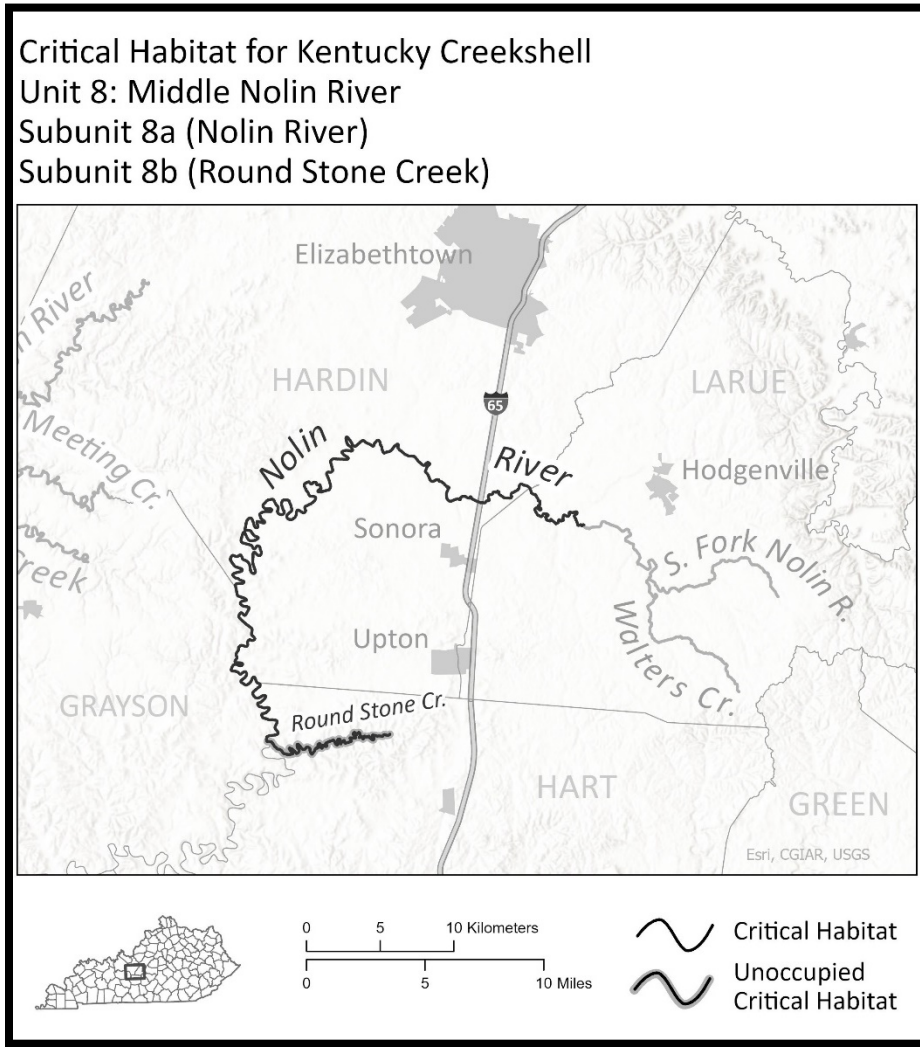 Critical Habitat for Kentucky Creekshell
Unit 8: Middle Nolin River
Subunit 8a (Nolin River)
Subunit 8b (Round Stone Creek)
Elizabethtown
n River
HARDIN
LARUE
65
Meeting Cr.
Nolin
River
Hodgenville
Sonora
reek
S. Fork Nolin R.
Upton
Walters Cr.
GRAYSON
Round Stone Cr.
HART
GREEN
Esri, CGIAR, USGS
0 5 10 Kilometers
0 5 10 Miles
Critical Habitat
Unoccupied
Critical Habitat